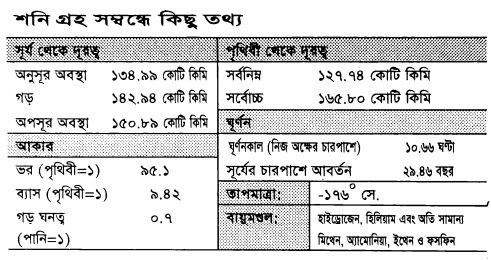 শনি গ্রহ সম্বন্ধে কিছু তথ্য
সূর্য থেকে দূরত্ব
অনুসূর অবস্থা ১৩৪.৯৯ কোটি কিমি
গড় ১৪২.৯৪ কোটি কিমি
অপসূর অবস্থা ১৫০.৮৯ কোটি কিমি
আকার
ভর (পৃথিবী=১) ৯৫.১
ব্যাস (পৃথিবী=১) ৯.৪২
গড় ঘনত্ব ০.৭
(পানি=১)
পৃথিবী থেকে দূরত্ব
সর্বনিম্ন ১২৭.৭৪ কোটি কিমি
সর্বোচ্চ ১৬৫.৮০ কোটি কিমি
ঘূর্ণন
ঘূর্ণনকাল (নিজ অক্ষের চারপাশে) ১০.৬৬ ঘণ্টা
সূর্যের চারপাশে আবর্তন ২৯.৪৬ বছর
তাপমাত্রা: -১৭৬° সে.
বায়ুমণ্ডল: হাইড্রোজেন, হিলিয়াম এবং অতি সামান্য
মিথেন, অ্যামোনিয়া, ইথেন ও ফসফিন